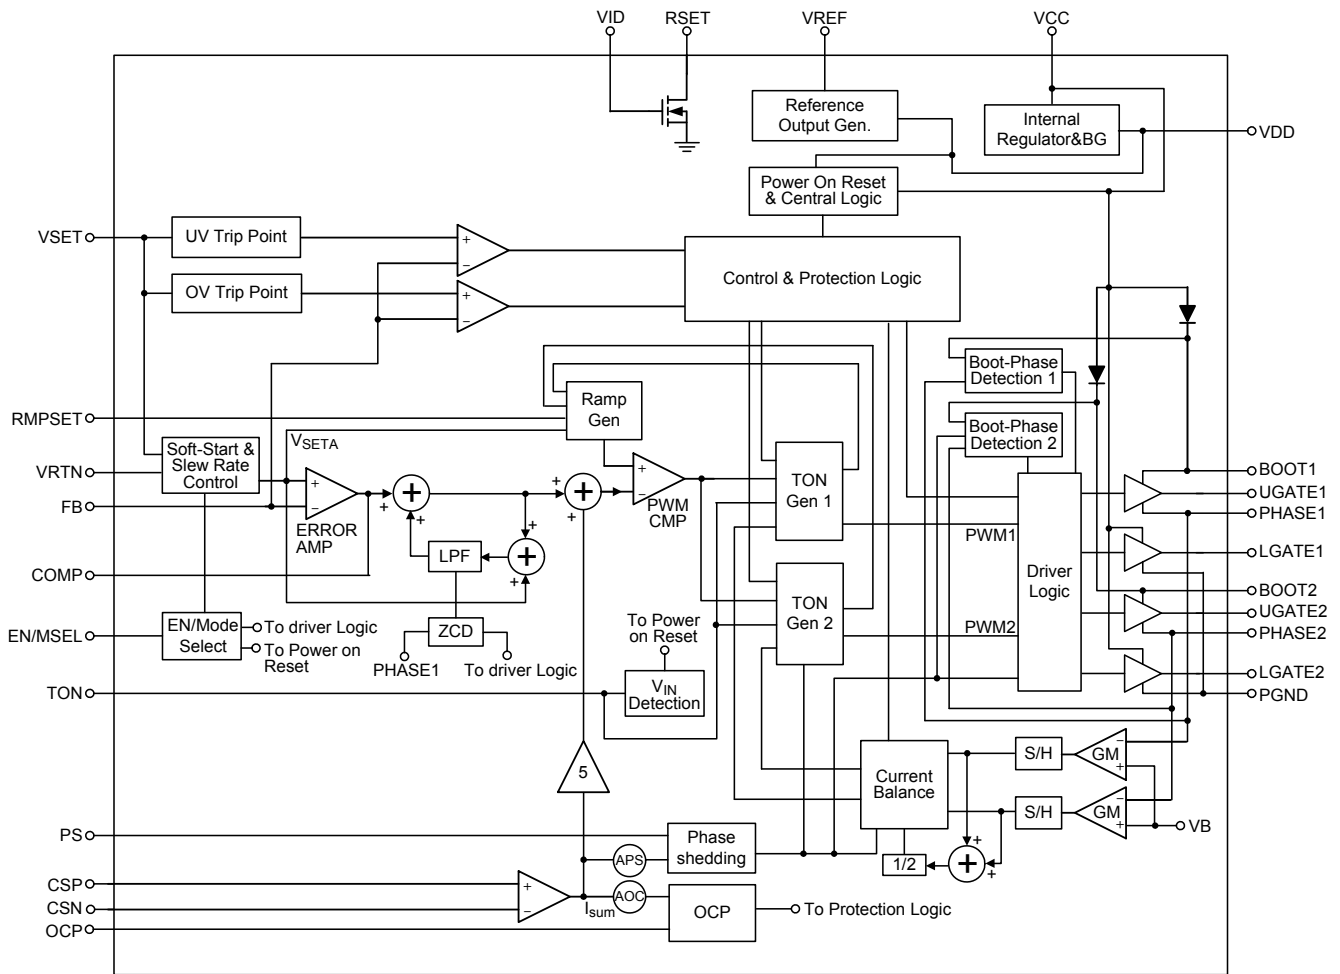 VID
RSET
VREF
VCC
Reference
Output Gen.
Internal
Regulator&BG
VDD
Power On Reset
& Central Logic
VSET
UV Trip Point
+
−
Control & Protection Logic
OV Trip Point
+
−
Boot-Phase
Detection 1
Boot-Phase
Detection 2
RMPSET
Ramp
Gen
VSETA
VRTN
Soft-Start &
Slew Rate
Control
FB
+
−
ERROR
AMP
+
+
+
+
+
−
PWM
CMP
TON
Gen 1
PWM1
BOOT1
UGATE1
PHASE1
LPF
+
+
+
+
LGATE1
COMP
Driver
Logic
BOOT2
UGATE2
PHASE2
TON
Gen 2
PWM2
EN/MSEL
EN/Mode
Select
To driver Logic
To Power on
Reset
ZCD
PHASE1
To driver Logic
To Power
on Reset
LGATE2
PGND
TON
VIN
Detection
5
Current
Balance
S/H
GM
−
+
S/H
GM
−
+
VB
PS
Phase
shedding
APS
1/2
+
+
+
CSP
CSN
OCP
+
−
Isum
AOC
OCP
To Protection Logic